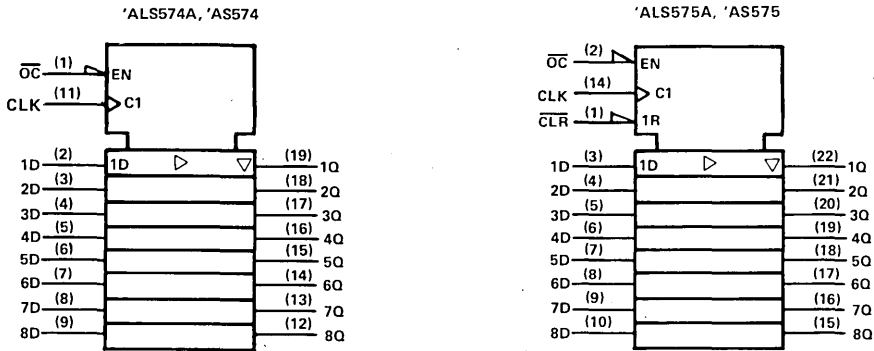 'ALS574A, 'AS574
OC (1) EN
CLK (11) C1
1D (2) 1D (19) 1Q
2D (3) (18) 2Q
3D (4) (17) 3Q
4D (5) (16) 4Q
5D (6) (15) 5Q
6D (7) (14) 6Q
7D (8) (13) 7Q
8D (9) (12) 8Q
'ALS575A, 'AS575
OC (2) EN
CLK (14) C1
CLR (1) 1R
1D (3) 1D (22) 1Q
2D (4) (21) 2Q
3D (5) (20) 3Q
4D (6) (19) 4Q
5D (7) (18) 5Q
6D (8) (17) 6Q
7D (9) (16) 7Q
8D (10) (15) 8Q